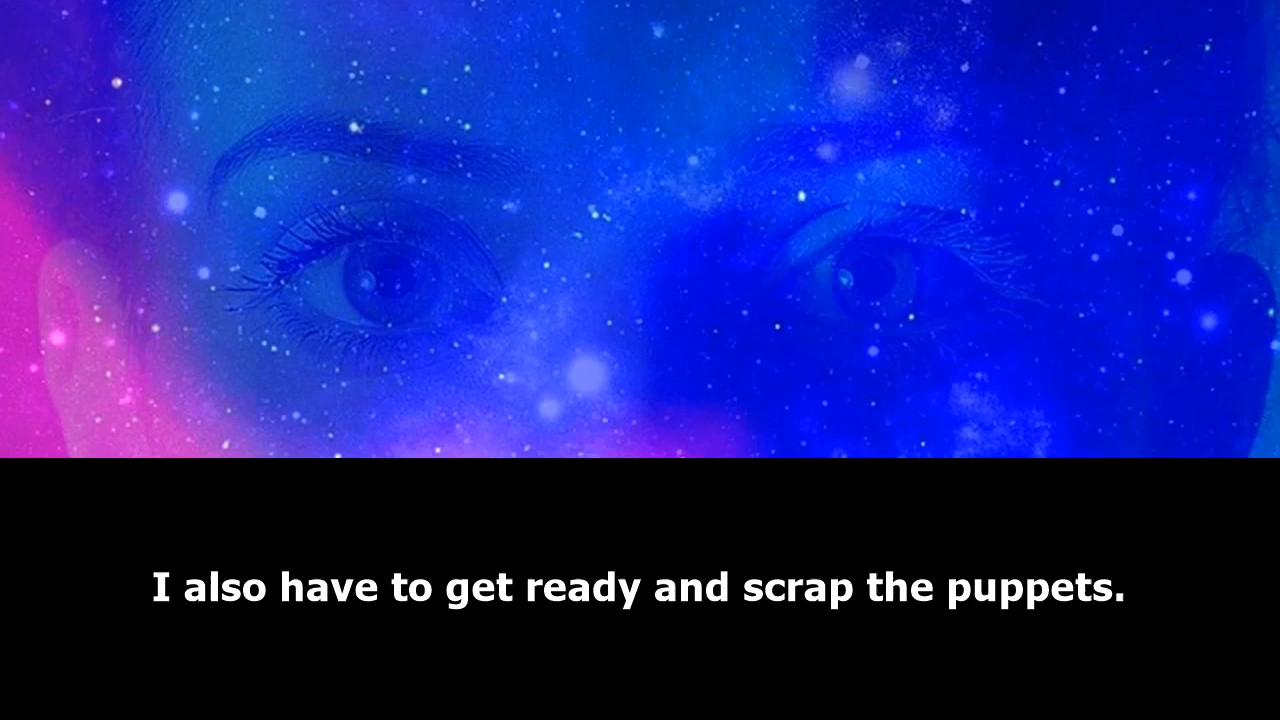 I also have to get ready and scrap the puppets.